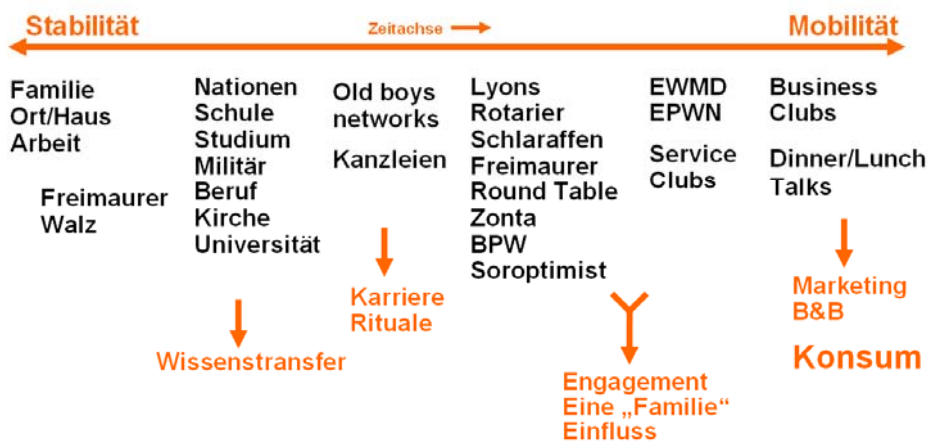 Stabilität
Zeitachse
Mobilität
Familie
Ort/Haus
Arbeit
Freimaurer
Walz
Nationen
Schule
Studium
Militär
Beruf
Kirche
Universität
Wissenstransfer
Old boys
networks
Kanzleien
Karriere
Rituale
Lyons
Rotarier
Schlaraffen
Freimaurer
Round Table
Zonta
BPW
Soroptimist
EWMD
EPWN
Service
Clubs
Engagement
Eine „Familie“
Einfluss
Business
Clubs
Dinner/Lunch
Talks
Marketing
B&B
Konsum